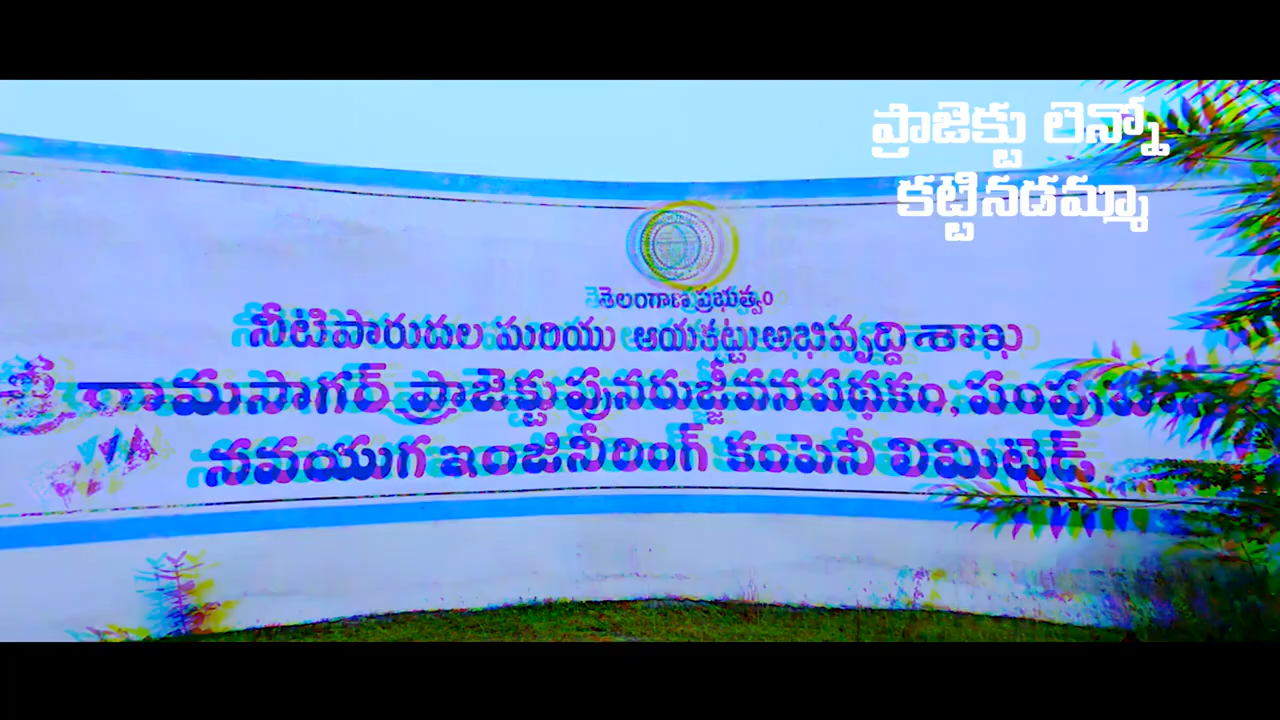 ప్రాజెక్టు లెన్నో
కట్టినడమ్మా
తెలంగాణ ప్రభుత్వం
నీటిపారుదల మరియు ఆయకట్టు అభివృద్ది శాఖ
శ్రీ రామసాగర్ ప్రాజెక్టు పునరుజ్జీవన పథకం, పంపు
నవయుగ ఇంజినీరింగ్ కంపెనీ లిమిటెడ్